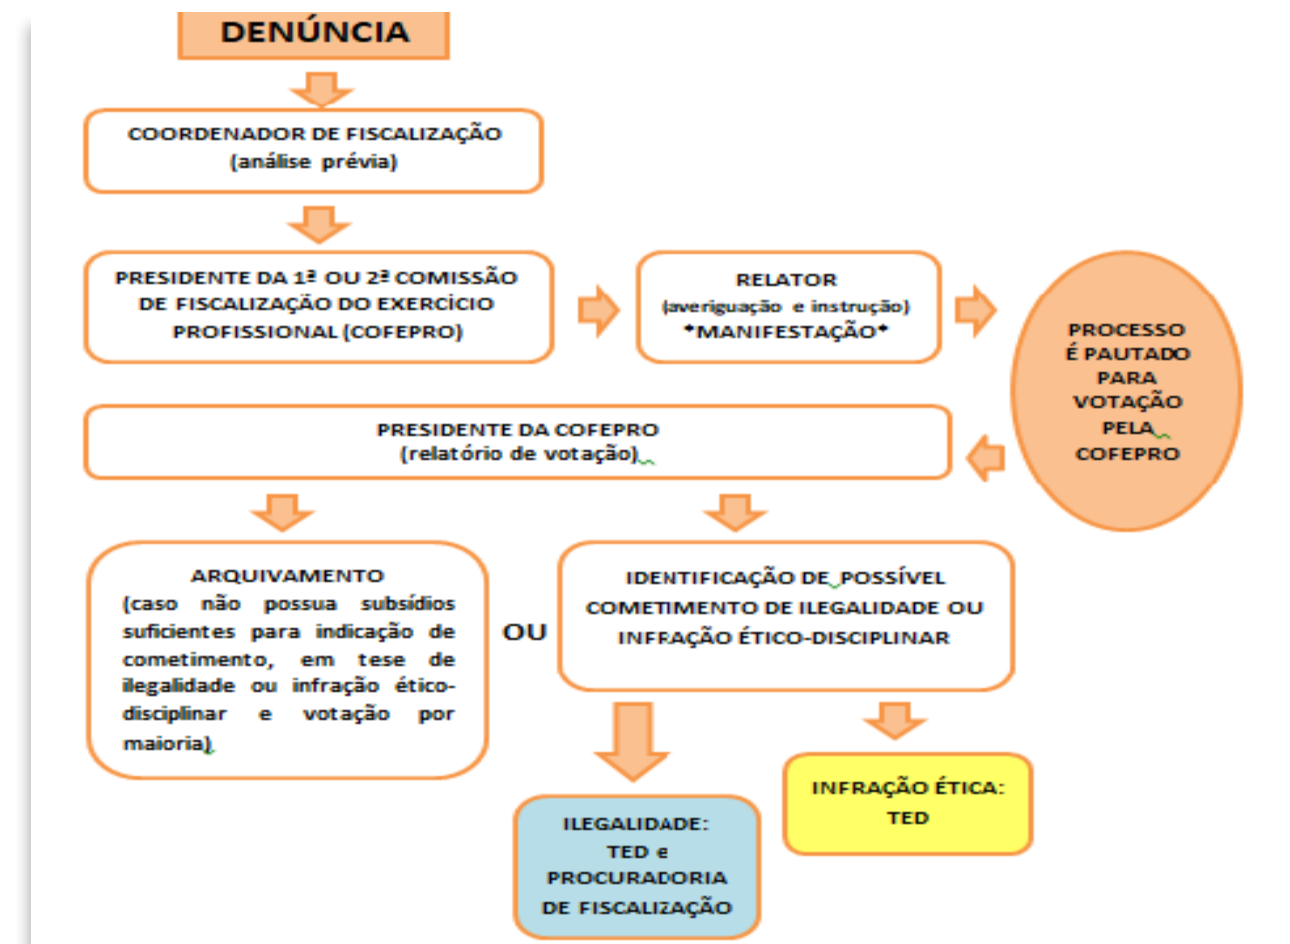 DENÚNCIA
COORDENADOR DE FISCALIZAÇÃO
(análise prévia)
PRESIDENTE DA 1ª OU 2ª COMISSÃO
DE FISCALIZAÇÃO DO EXERCÍCIO
PROFISSIONAL (COFEPRO)
RELATOR
(averiguação e instrução)
*MANIFESTAÇÃO*
PROCESSO
É PAUTADO
PARA
VOTAÇÃO
PELA
COFEPRO
PRESIDENTE DA COFEPRO
(relatório de votação)
ARQUIVAMENTO
(caso não possua subsídios
suficientes para indicação de
cometimento, em tese de
ilegalidade ou infração ético-
disciplinar e votação por
maioria)
OU
IDENTIFICAÇÃO DE POSSÍVEL
COMETIMENTO DE ILEGALIDADE OU
INFRAÇÃO ÉTICO-DISCIPLINAR
ILEGALIDADE:
TED e
PROCURADORIA
DE FISCALIZAÇÃO
INFRAÇÃO ÉTICA:
TED